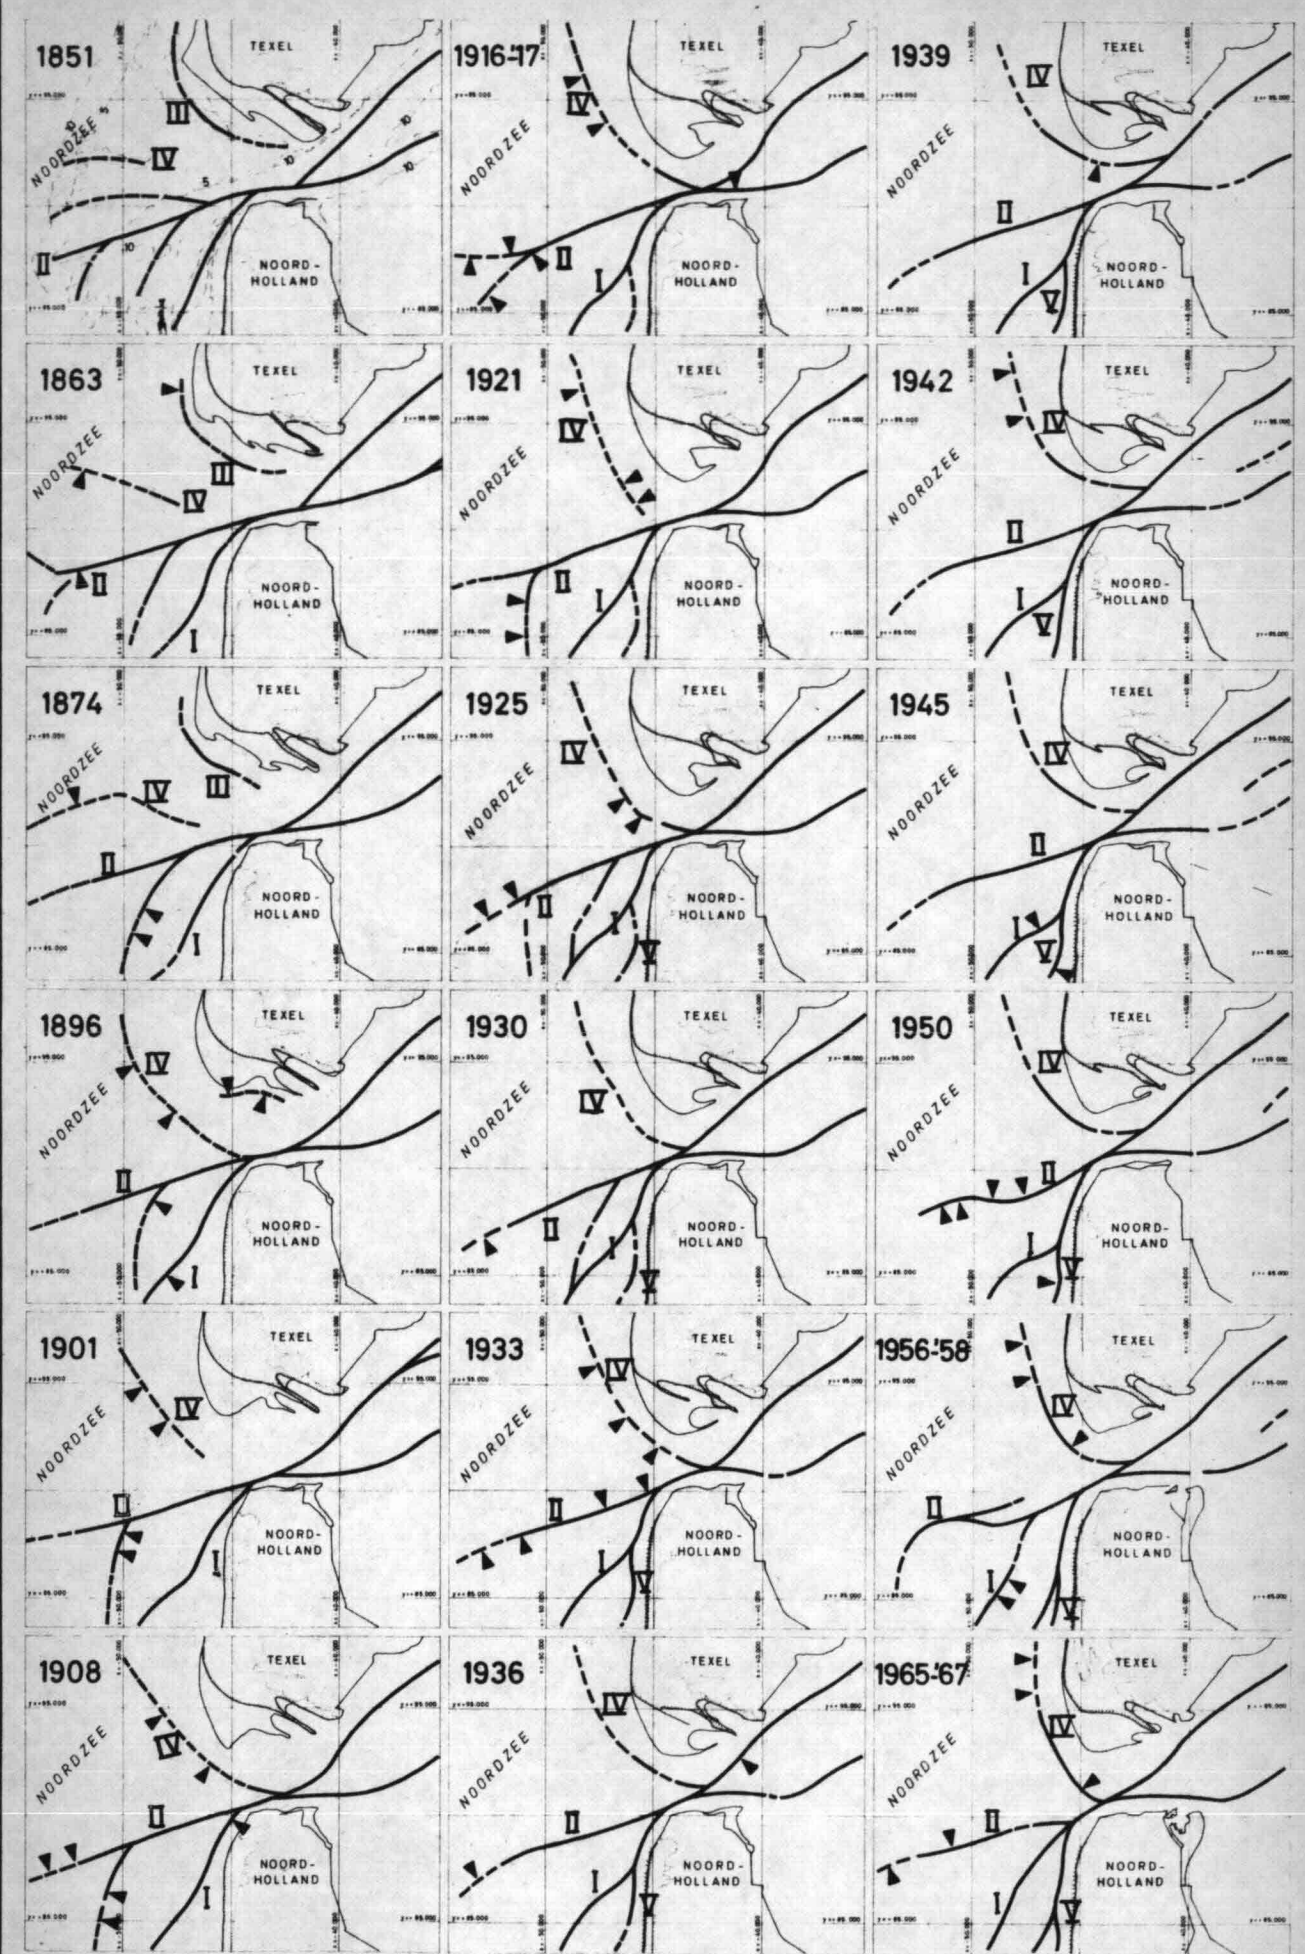 1851
TEXEL
NOORDZEE
III
IV
II
5
5
10
10
10
10
NOORD-
HOLLAND
1916-'17
TEXEL
IV
NOORDZEE
II
I
NOORD-
HOLLAND
1939
TEXEL
IV
NOORDZEE
II
I
V
NOORD-
HOLLAND
1863
TEXEL
NOORDZEE
III
IV
II
I
NOORD-
HOLLAND
1921
TEXEL
IV
NOORDZEE
II
I
NOORD-
HOLLAND
1942
TEXEL
IV
NOORDZEE
II
I
V
NOORD-
HOLLAND
1874
TEXEL
NOORDZEE
IV
III
II
I
NOORD-
HOLLAND
1925
TEXEL
IV
NOORDZEE
II
I
V
NOORD-
HOLLAND
1945
TEXEL
IV
NOORDZEE
II
I
V
NOORD-
HOLLAND
1896
TEXEL
IV
NOORDZEE
II
I
NOORD-
HOLLAND
1930
TEXEL
IV
NOORDZEE
II
I
V
NOORD-
HOLLAND
1950
TEXEL
IV
NOORDZEE
II
I
V
NOORD-
HOLLAND
1901
TEXEL
IV
NOORDZEE
II
I
NOORD-
HOLLAND
1933
TEXEL
IV
NOORDZEE
II
I
V
NOORD-
HOLLAND
1956-'58
TEXEL
IV
NOORDZEE
II
I
V
NOORD-
HOLLAND
1908
TEXEL
IV
NOORDZEE
II
I
NOORD-
HOLLAND
1936
TEXEL
IV
NOORDZEE
II
I
V
NOORD-
HOLLAND
1965-'67
TEXEL
IV
NOORDZEE
II
I
V
NOORD-
HOLLAND